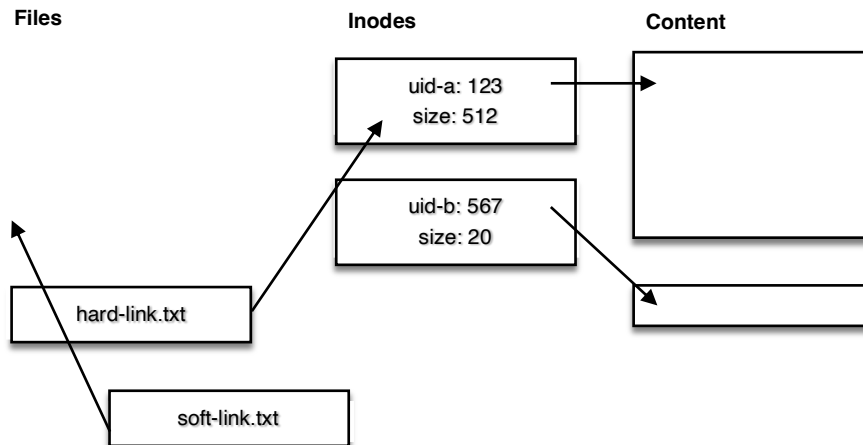 Files
Inodes
Content
uid-a: 123
size: 512
uid-b: 567
size: 20
hard-link.txt
soft-link.txt